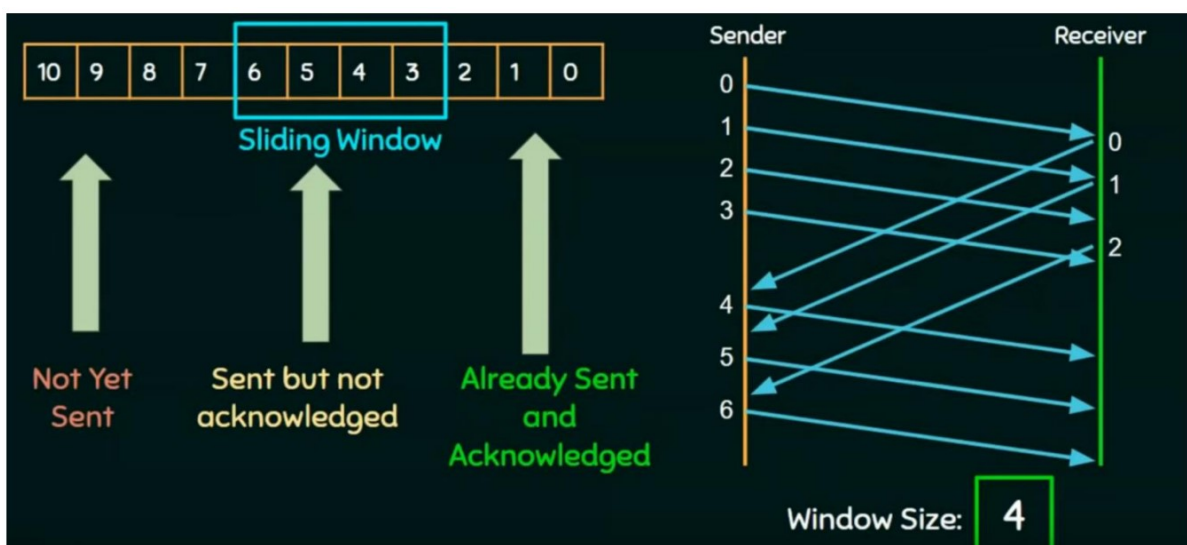 10 9 8 7 6 5 4 3 2 1 0
Sliding Window
Not Yet
Sent
Sent but not
acknowledged
Already Sent
and
Acknowledged
Sender
Receiver
0
1
2
3
4
5
6
0
1
2
Window Size: 4